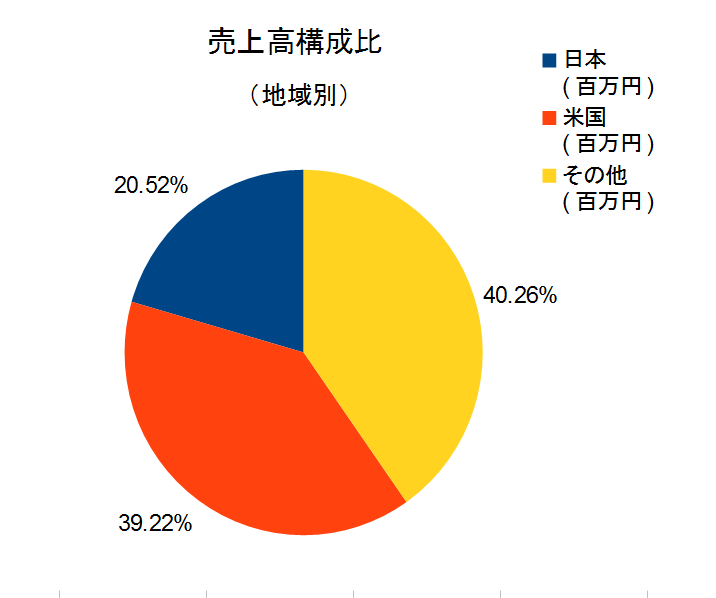 売上高構成比
（地域別）
日本
(百万円)
米国
(百万円)
その他
(百万円)
20.52%
40.26%
39.22%